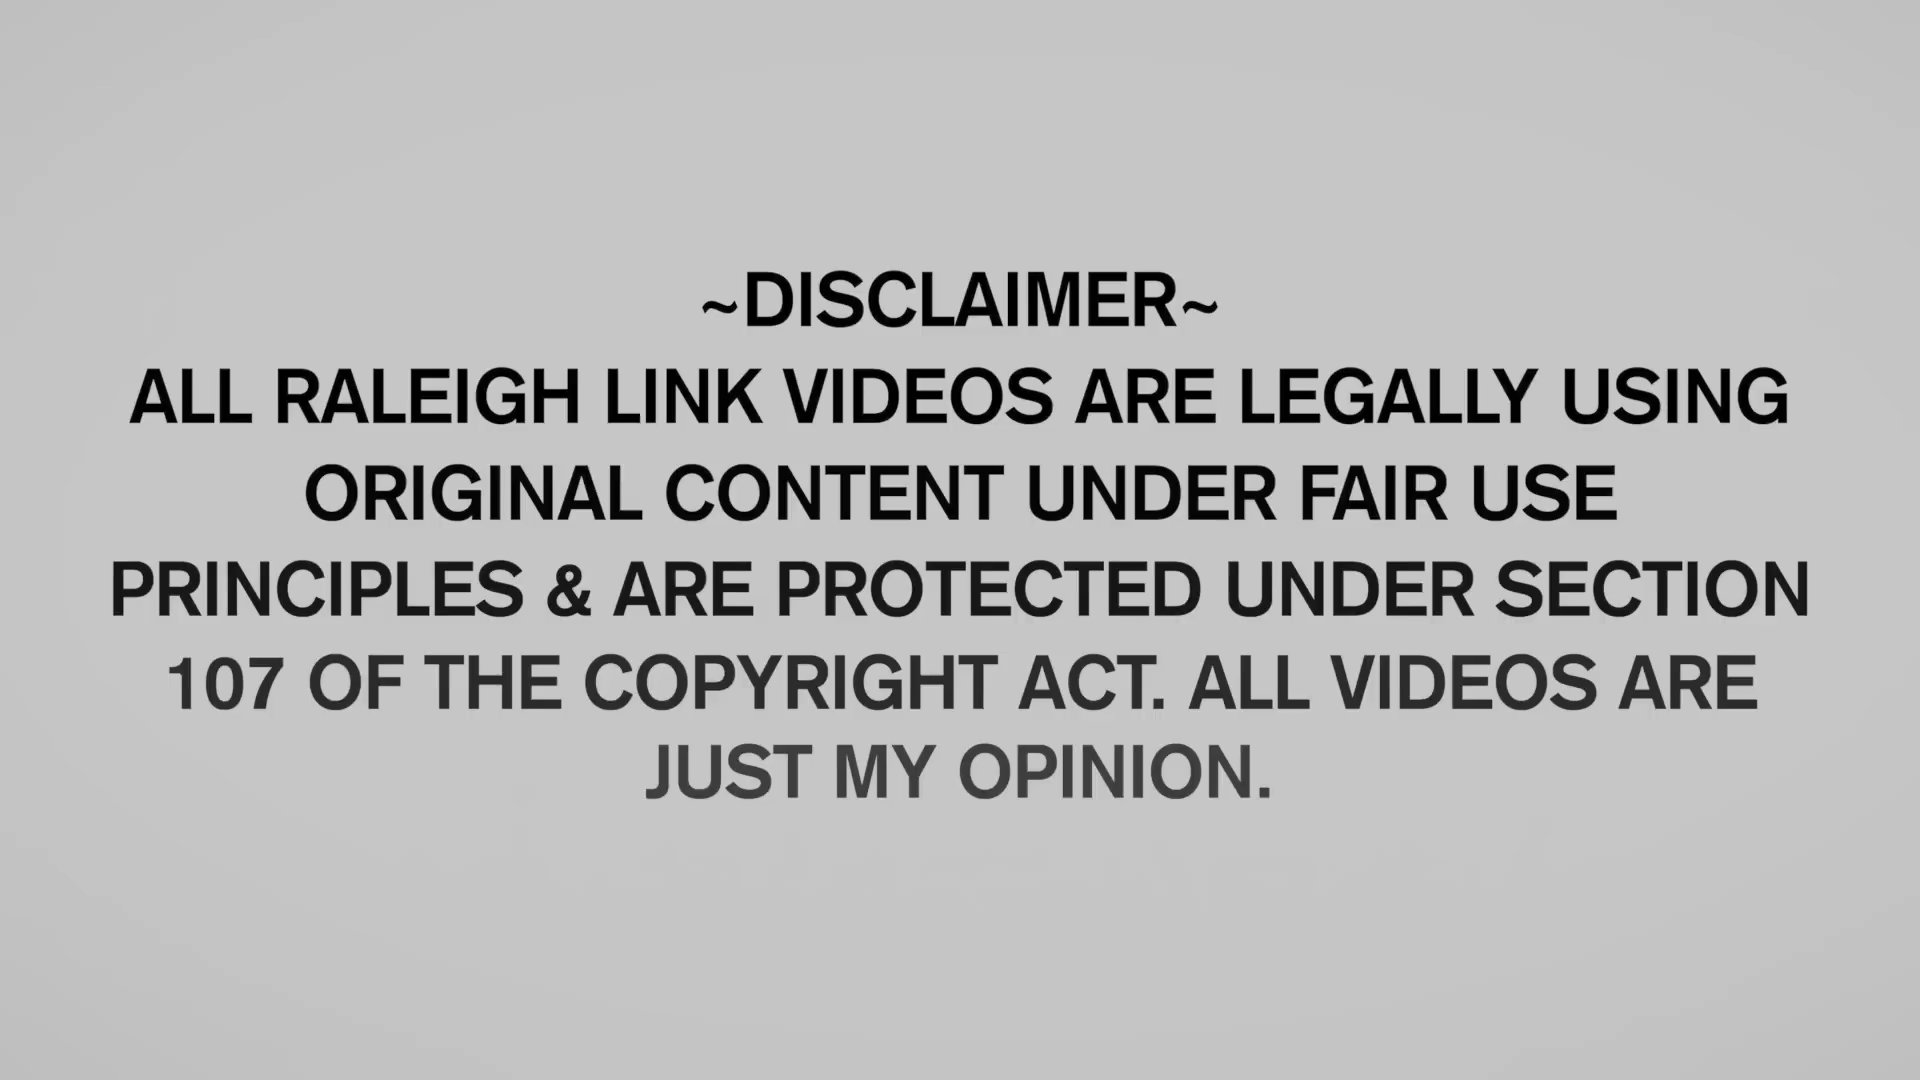 ~DISCLAIMER~
ALL RALEIGH LINK VIDEOS ARE LEGALLY USING
ORIGINAL CONTENT UNDER FAIR USE
PRINCIPLES & ARE PROTECTED UNDER SECTION
107 OF THE COPYRIGHT ACT. ALL VIDEOS ARE
JUST MY OPINION.